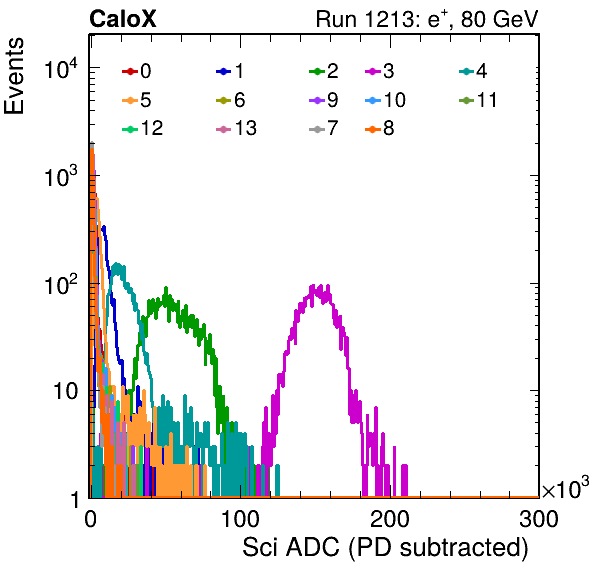 CaloX Run 1213: e⁺, 80 GeV
Events
10⁴
0 1 2 3 4
5 6 9 10 11
12 13 7 8
10³
10²
10
1
0 100 200 300
×10³
Sci ADC (PD subtracted)